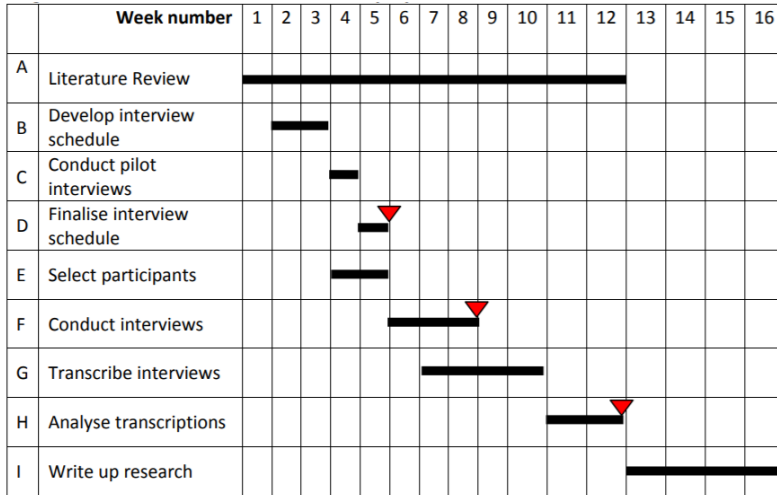 Week number 1 2 3 4 5 6 7 8 9 10 11 12 13 14 15 16
A Literature Review
B Develop interview
schedule
C Conduct pilot
interviews
D Finalise interview
schedule
E Select participants
F Conduct interviews
G Transcribe interviews
H Analyse transcriptions
I Write up research